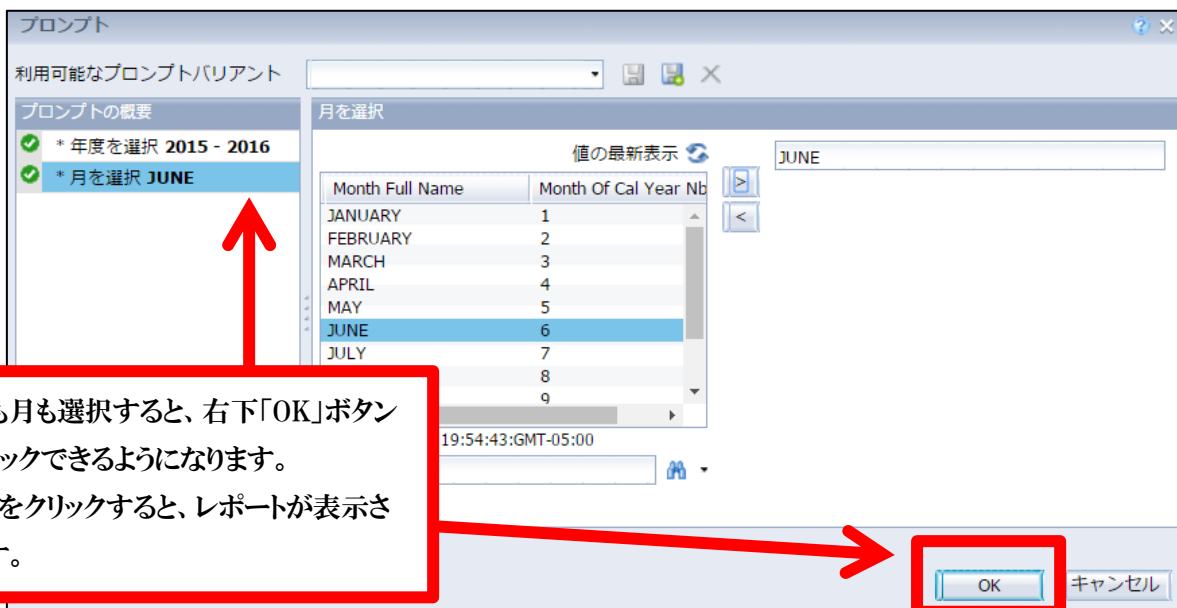 プロンプト
利用可能なプロンプトバリアント
プロンプトの概要
* 年度を選択 2015 - 2016
* 月を選択 JUNE
月を選択
値の最新表示
Month Full Name Month Of Cal Year Nb
JANUARY 1
FEBRUARY 2
MARCH 3
APRIL 4
MAY 5
JUNE 6
JULY 7
8
9
19:54:43:GMT-05:00
>
<
JUNE
も月も選択すると、右下「OK」ボタン
ックできるようになります。
をクリックすると、レポートが表示さ
す。
OK キャンセル